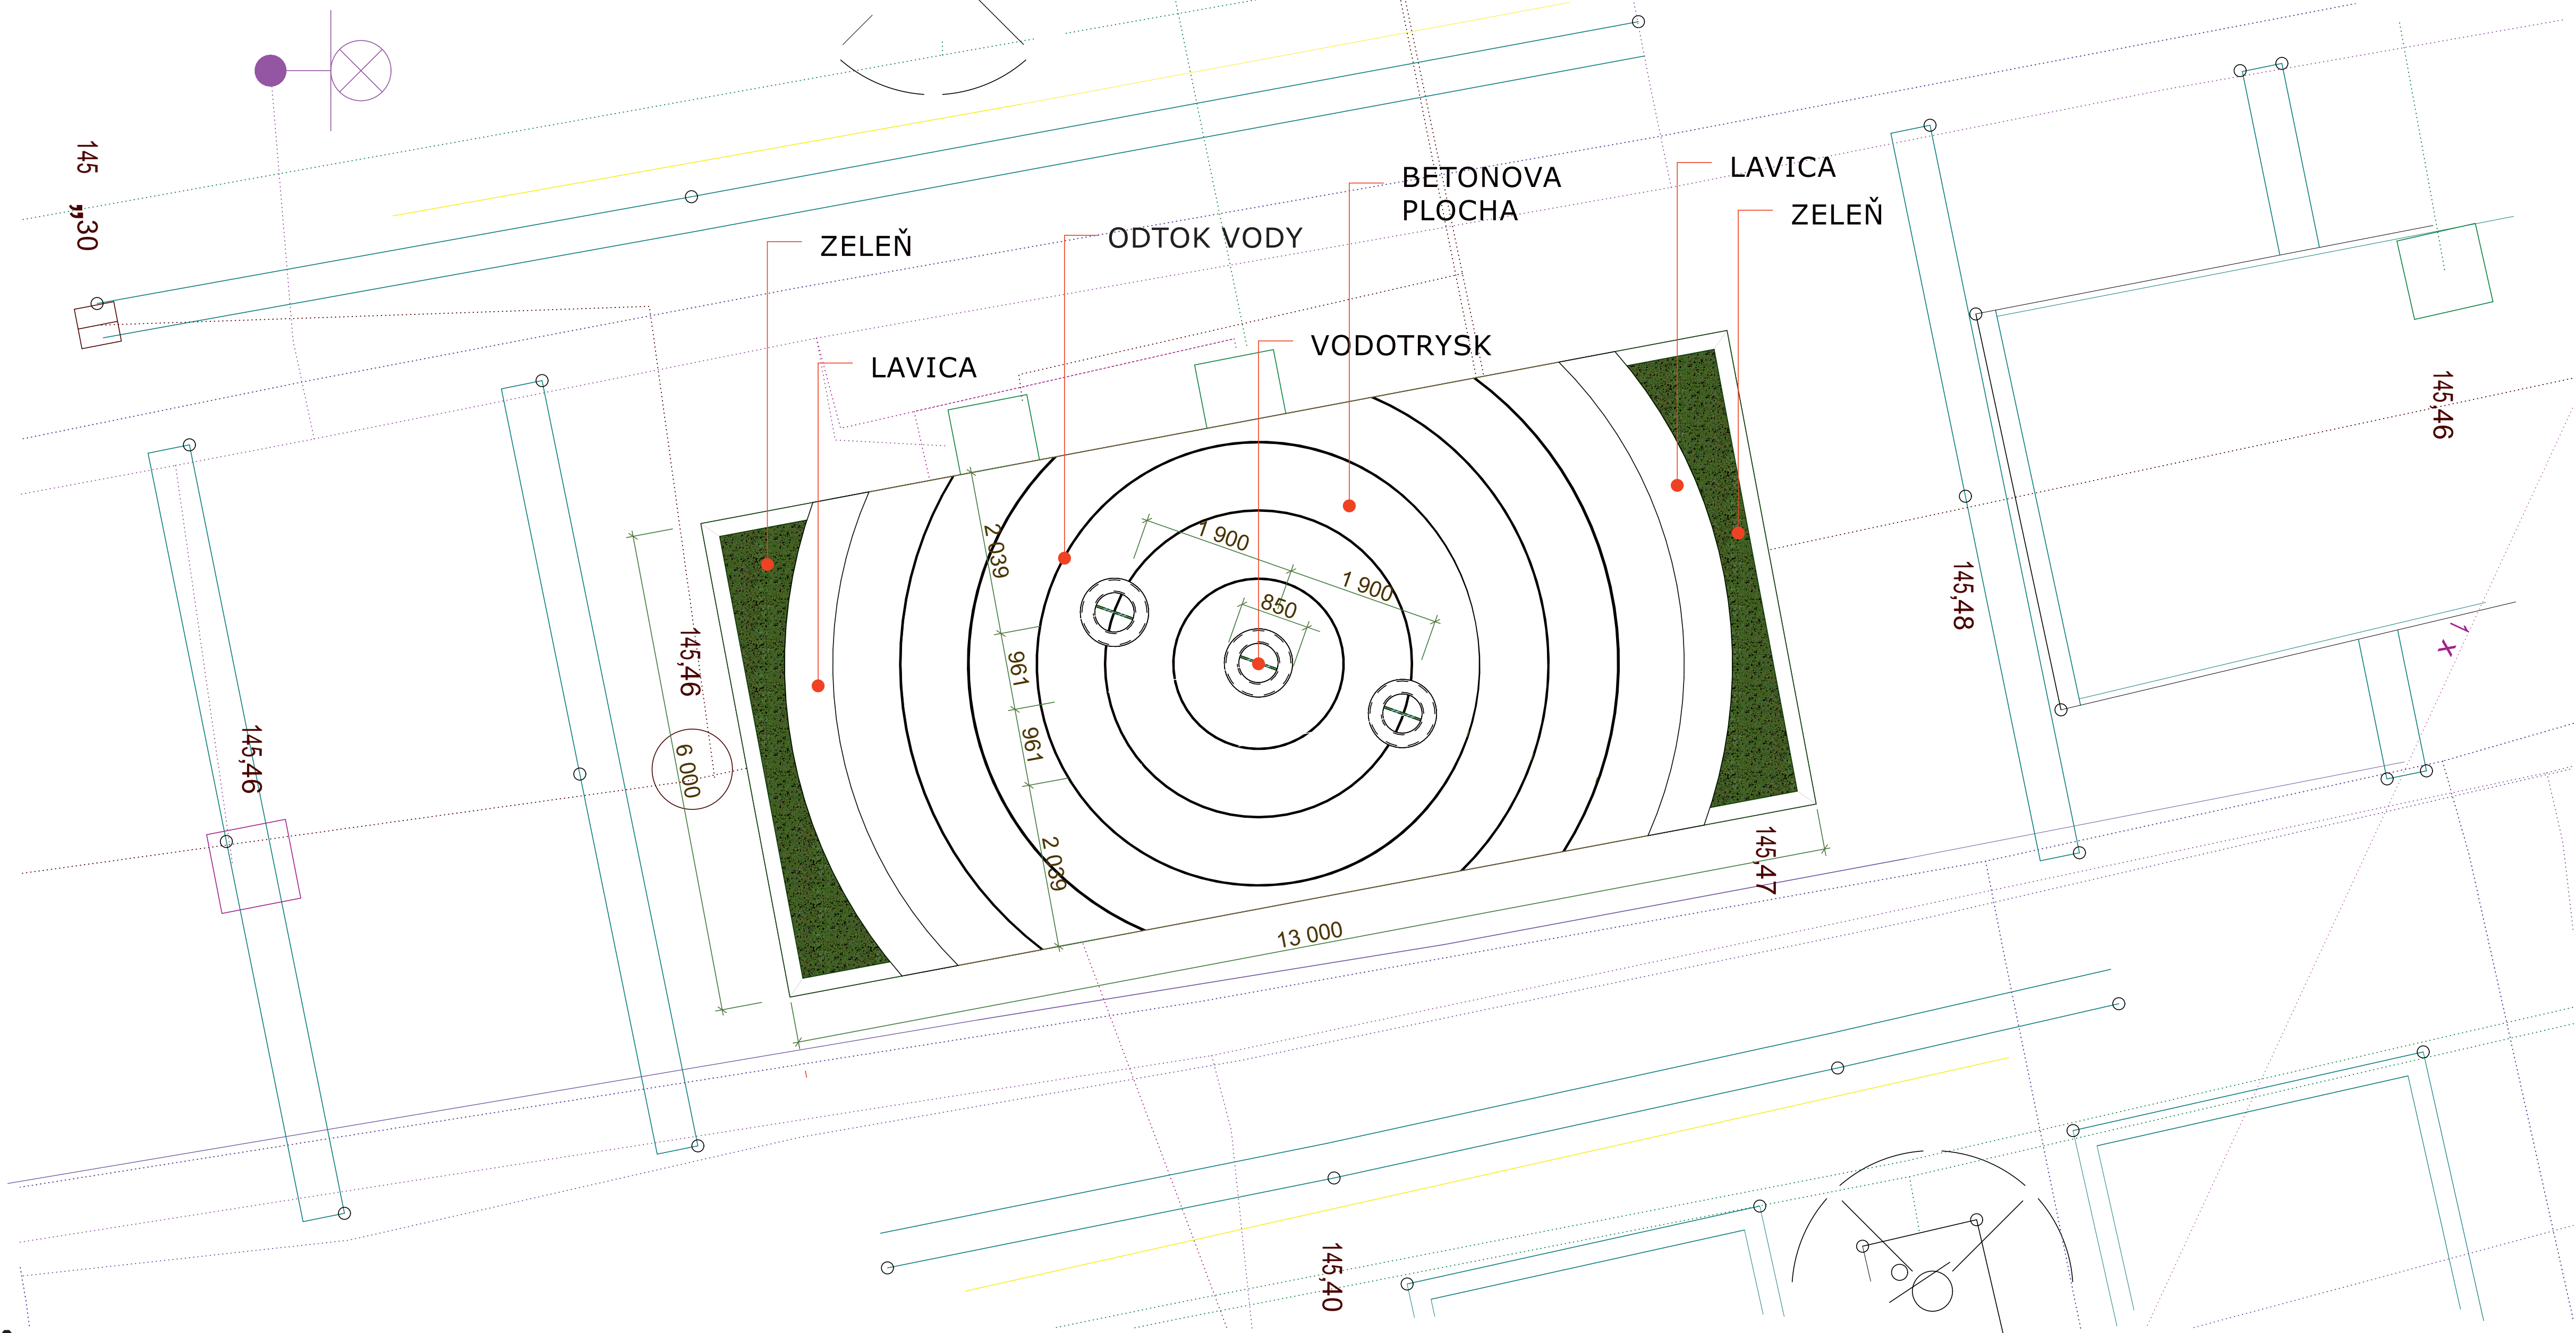 145
„30
BETONOVA
PLOCHA
LAVICA
ZELEŇ
ODTOK VODY
ZELEŇ
VODOTRYSK
LAVICA
145,46
2 039
1 900
1 900
850
961
961
2 039
145,48
145,46
6 000
145,46
145,47
13 000
145,40